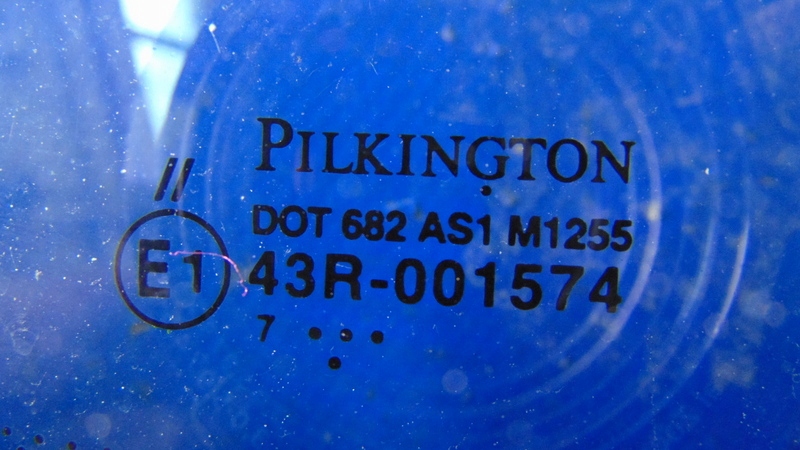 PILKINGTON
//
DOT 682 AS1 M1255
E1 43R-001574
7